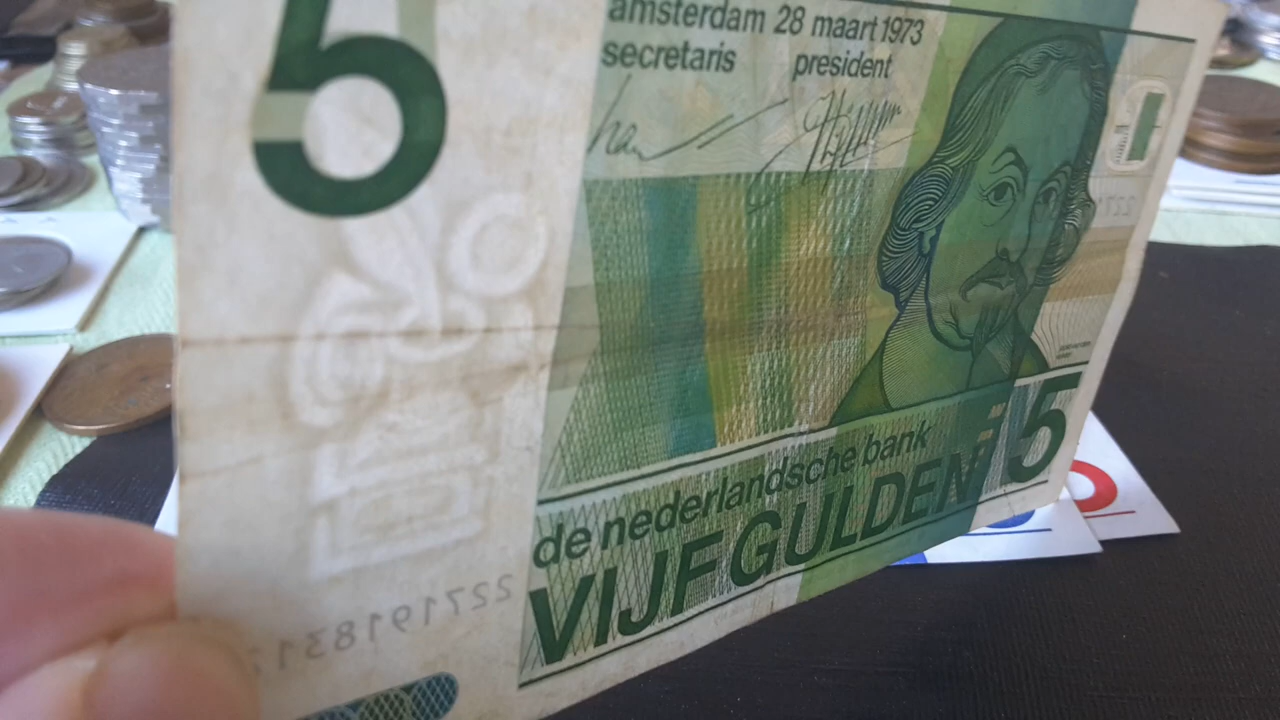 5
amsterdam 28 maart 1973
secretaris president
de nederlandsche bank
VIJF GULDEN 5